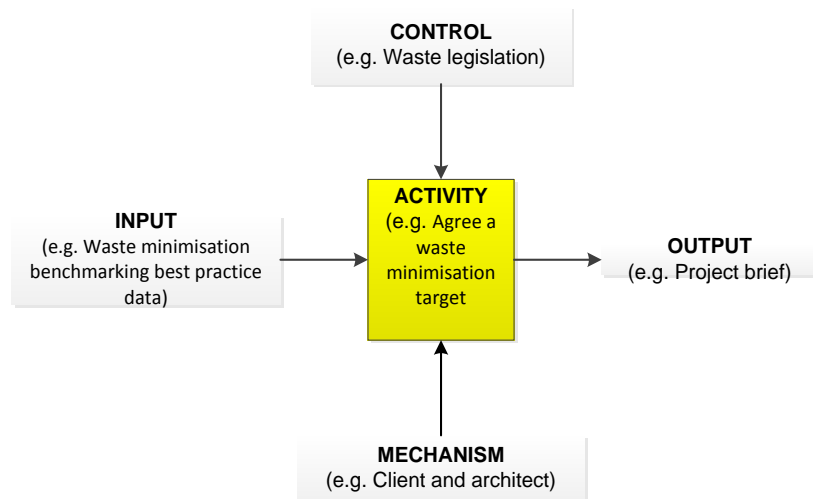 CONTROL
(e.g. Waste legislation)
ACTIVITY
(e.g. Agree a
waste
minimisation
target
INPUT
(e.g. Waste minimisation
benchmarking best practice
data)
OUTPUT
(e.g. Project brief)
MECHANISM
(e.g. Client and architect)